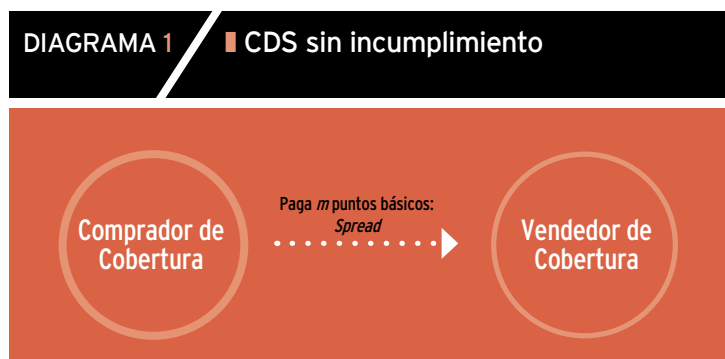 DIAGRAMA 1
CDS sin incumplimiento
Comprador de
Cobertura
Paga m puntos básicos:
Spread
Vendedor de
Cobertura